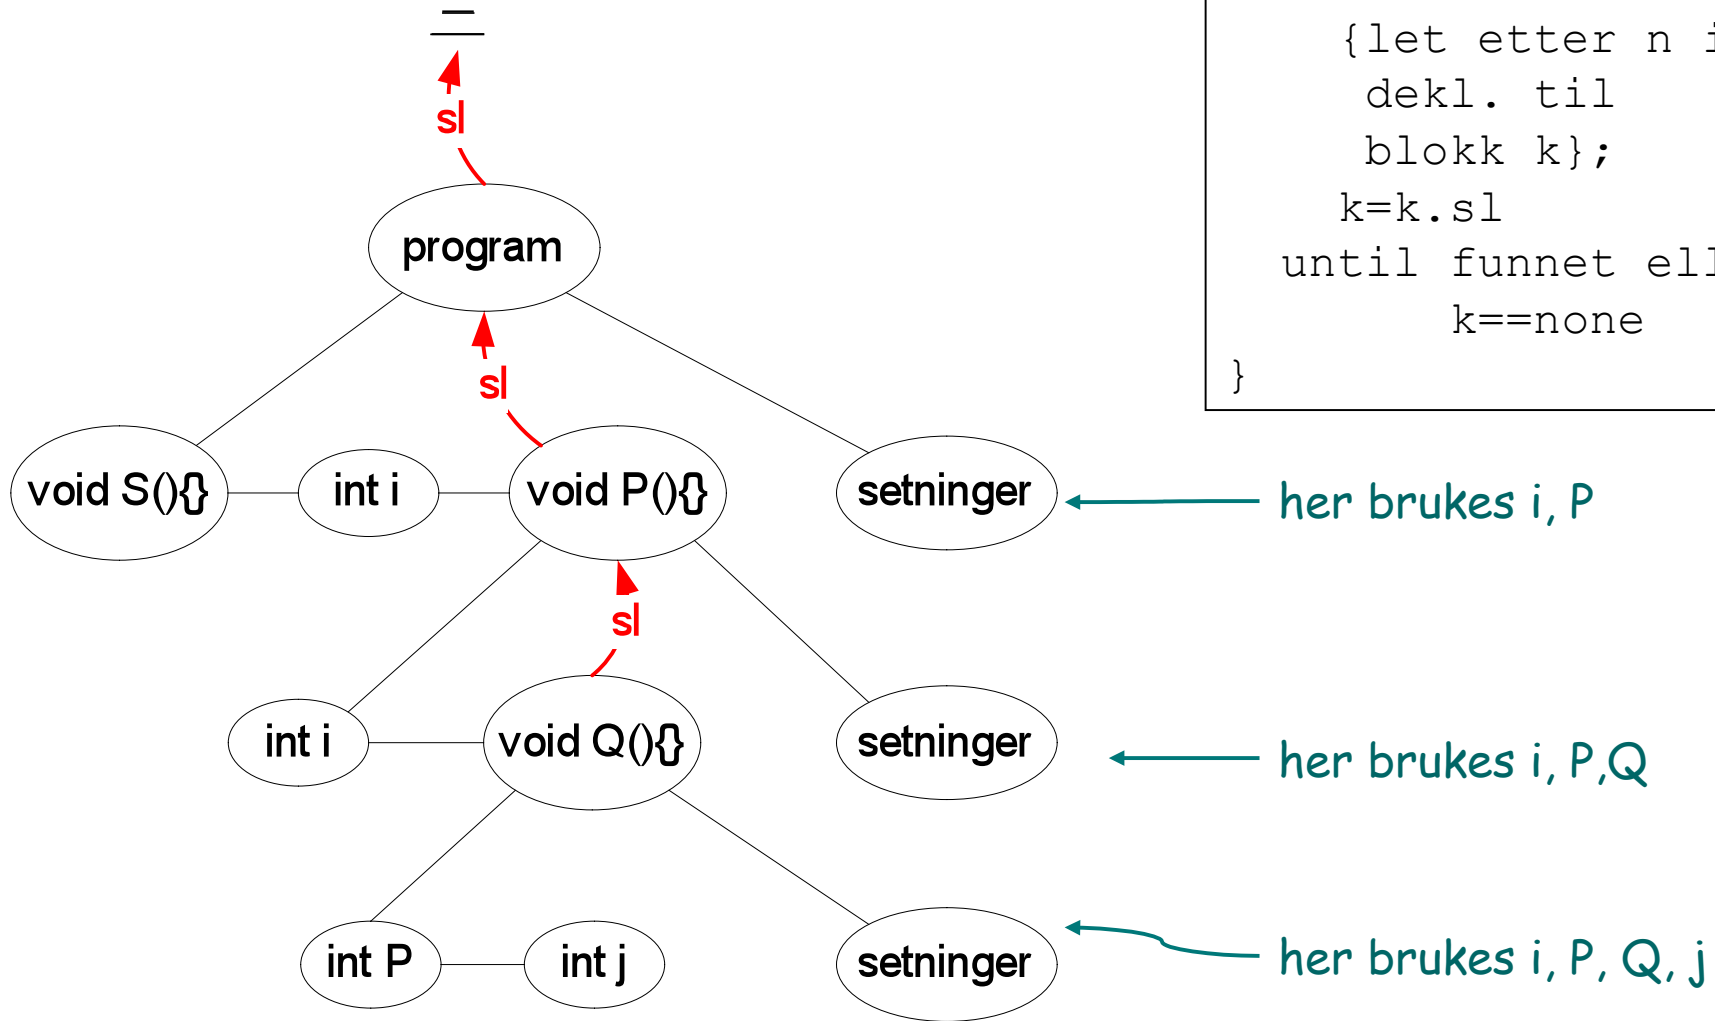 {let etter n i
dekl. til
blokk k};
k=k.sl
until funnet ell
k==none
}
sl
program
sl
void S(){}
int i
void P(){}
setninger
her brukes i, P
sl
int i
void Q(){}
setninger
her brukes i, P,Q
int P
int j
setninger
her brukes i, P, Q, j